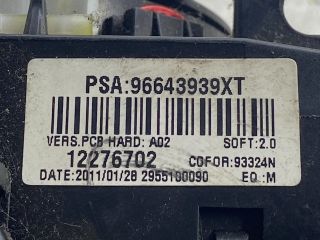 PSA:96643939XT
VERS.PCB HARD: A02 SOFT:2.0
12276702 COFOR:93324N
DATE:2011/01/28 2955100090 EQ:M